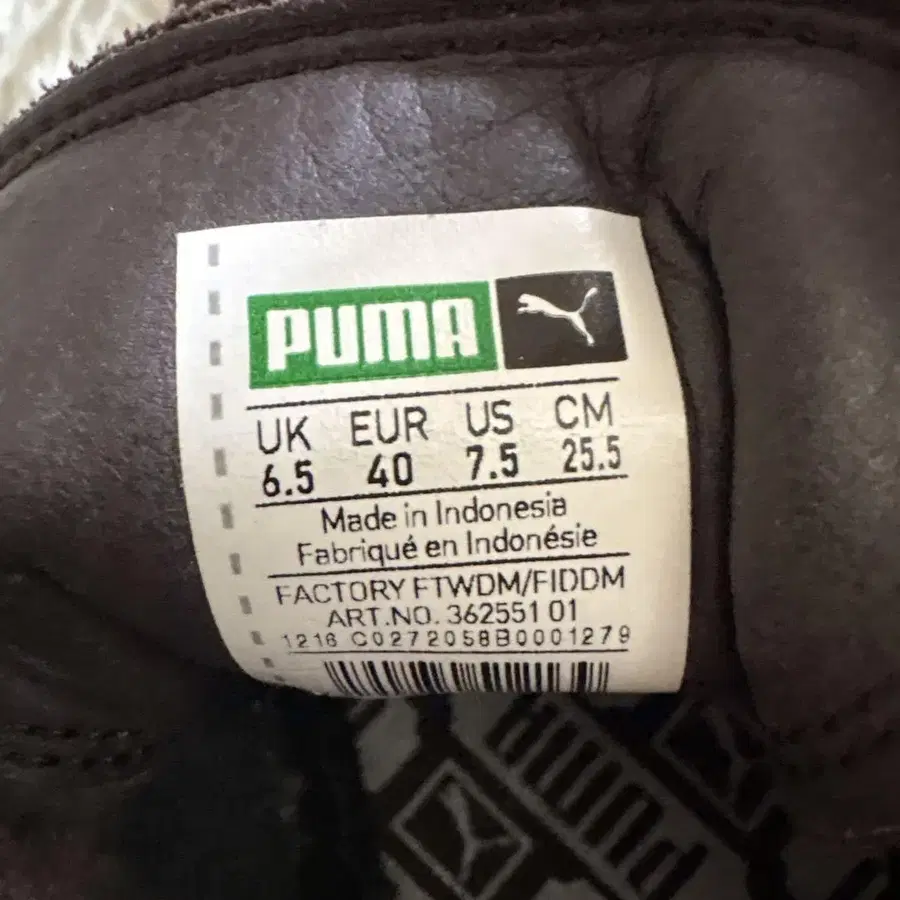 PUMA
UK EUR US CM
6.5 40 7.5 25.5
Made in Indonesia
Fabriqué en Indonésie
FACTORY FTWDM/FIDDM
ART.NO. 362551 01
1216 C0272058B0001279
PUMA